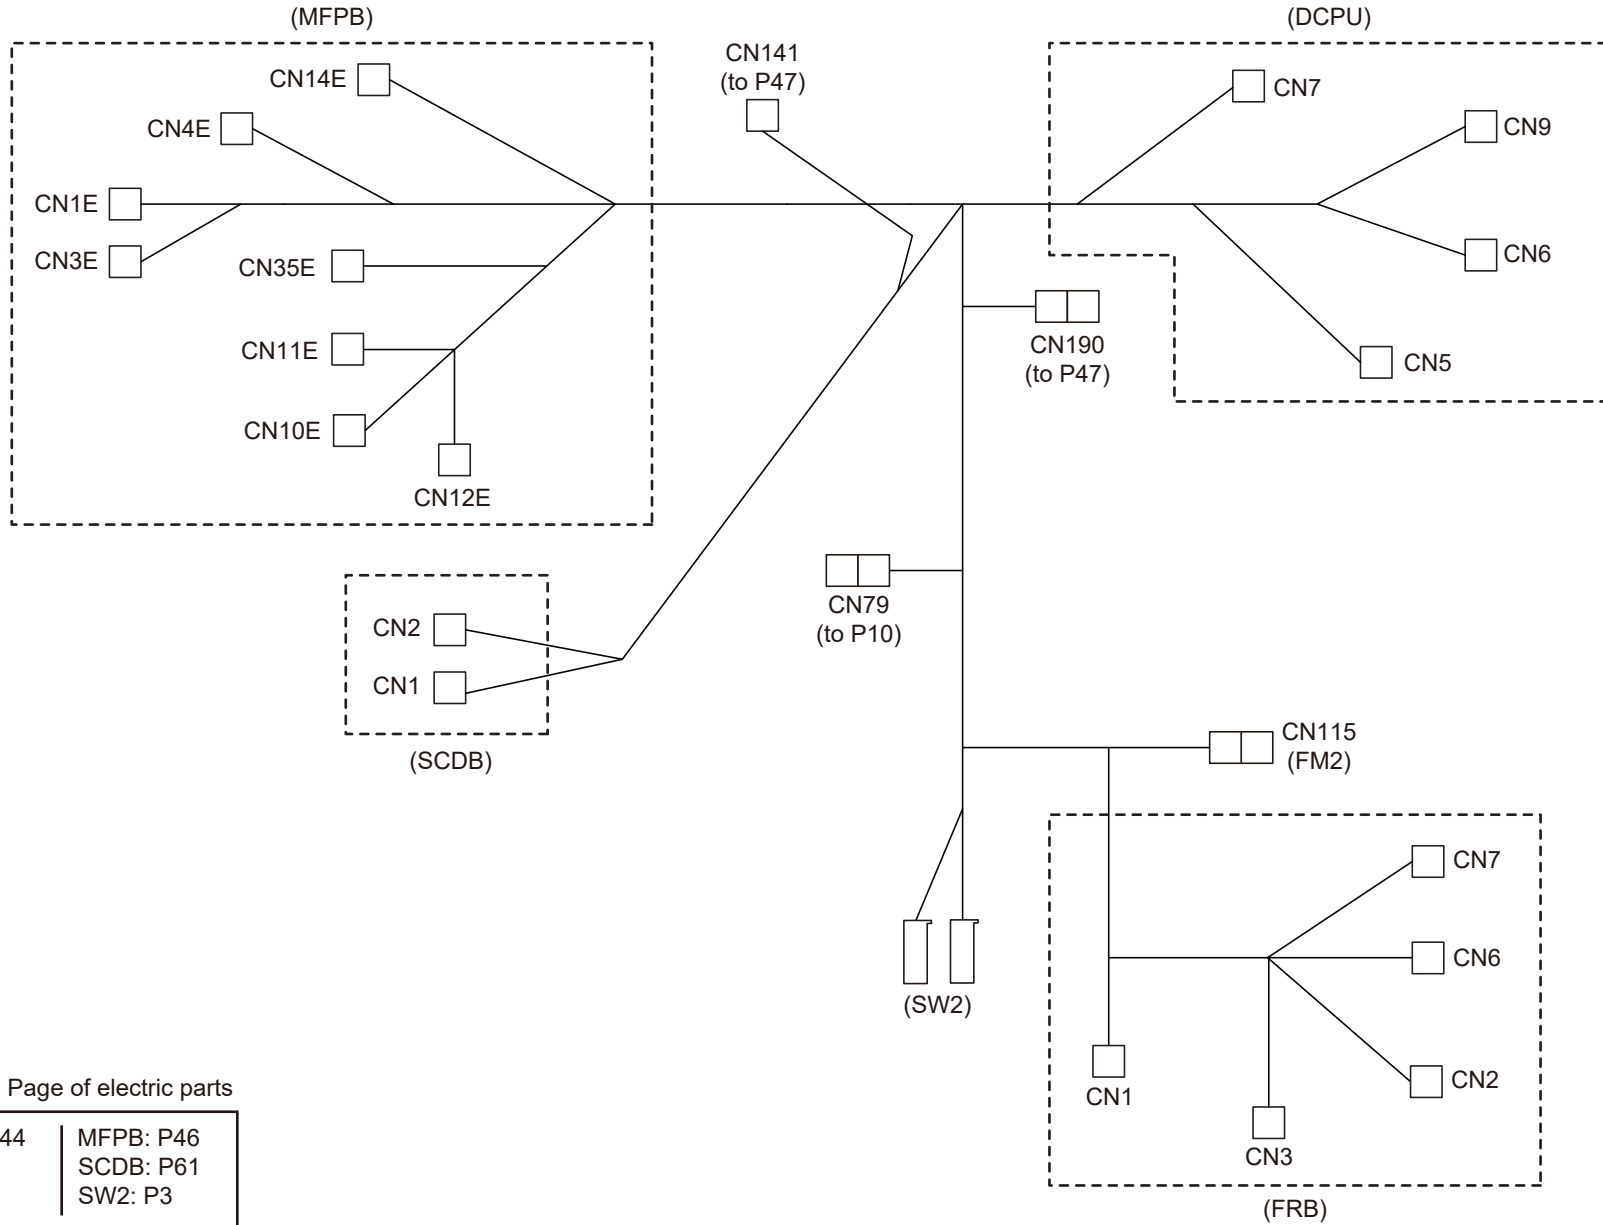 (MFPB)
(DCPU)
CN14E
CN141
(to P47)
CN7
CN4E
CN9
CN1E
CN3E
CN35E
CN6
CN190
(to P47)
CN11E
CN5
CN10E
CN12E
CN79
(to P10)
CN2
CN1
(SCDB)
CN115
(FM2)
CN7
CN6
(SW2)
CN2
CN1
CN3
(FRB)
Page of electric parts
44
MFPB: P46
SCDB: P61
SW2: P3